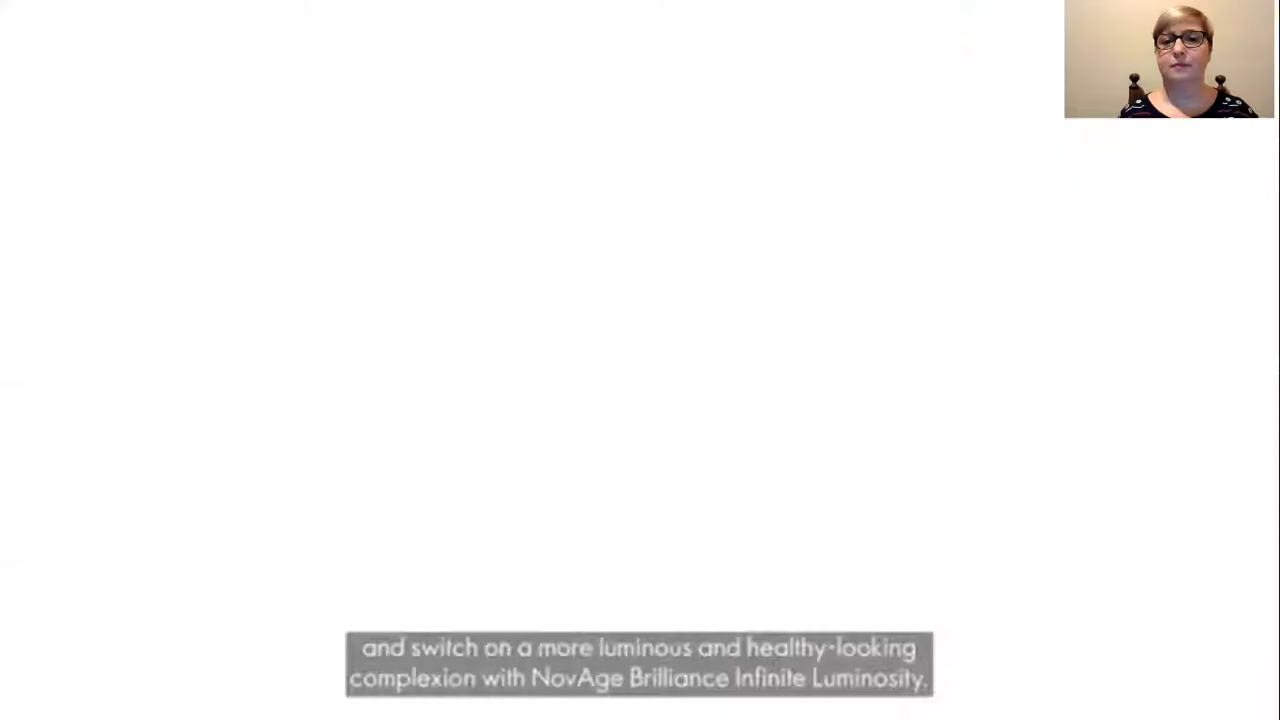 and switch on a more luminous and healthy-looking
complexion with NovAge Brilliance Infinite Luminosity.